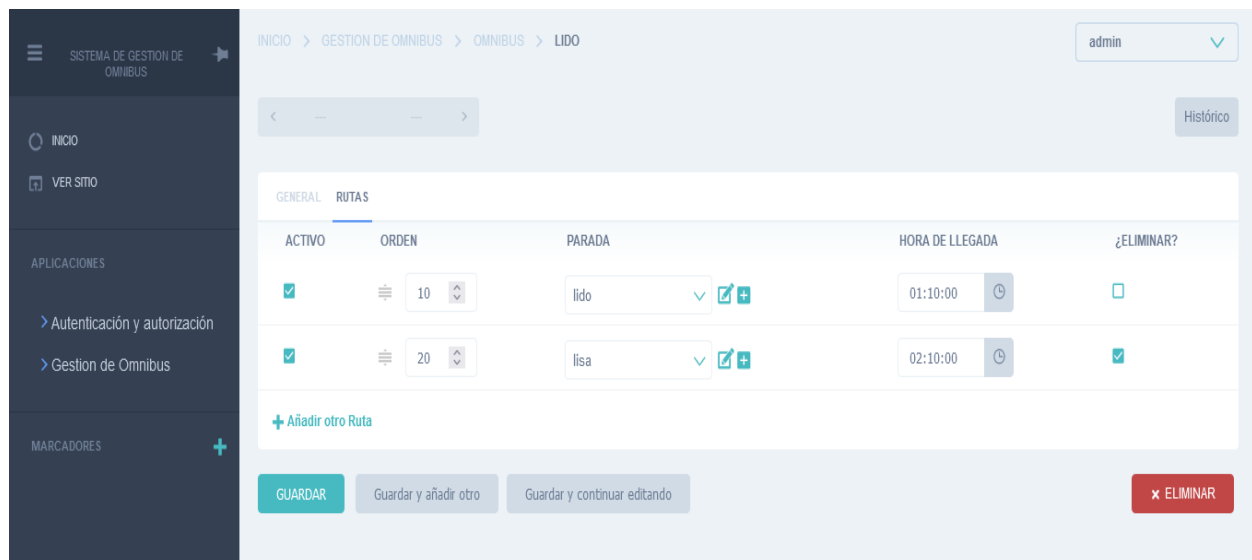 SISTEMA DE GESTION DE
OMNIBUS
INICIO > GESTION DE OMNIBUS > OMNIBUS > LIDO
admin
Histórico
INICIO
VER SITIO
APLICACIONES
Autenticación y autorización
Gestion de Omnibus
MARCADORES
GENERAL RUTAS
ACTIVO ORDEN PARADA HORA DE LLEGADA ¿ELIMINAR?
10 lido 01:10:00
20 lisa 02:10:00
Añadir otro Ruta
GUARDAR Guardar y añadir otro Guardar y continuar editando ELIMINAR